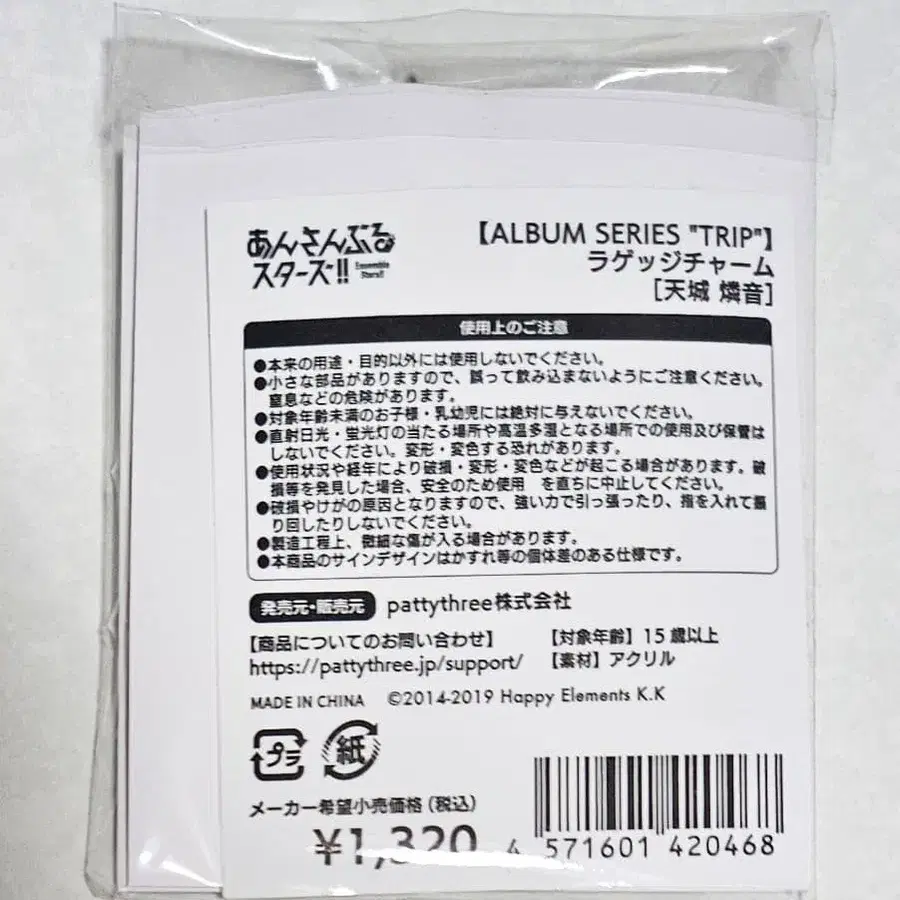 あんさんぶる
スターズ!!
Ensemble
Stars!!
【ALBUM SERIES "TRIP"】
ラゲッジチャーム
[天城 燐音]
使用上のご注意
●本来の用途・目的以外には使用しないでください。
●小さな部品がありますので、誤って飲み込まないようにご注意ください。
窒息などの危険があります。
●対象年齢未満のお子様・乳幼児には絶対に与えないでください。
●直射日光・蛍光灯の当たる場所や高温多湿となる場所での使用及び保管は
しないでください。変形・変色する恐れがあります。
●使用状況や経年により破損・変形・変色などが起こる場合があります。破
損等を発見した場合、安全のため使用 を直ちに中止してください。
●破損やけがの原因となりますので、強い力で引っ張ったり、指を入れて振
り回したりしないでください。
●製造工程上、微細な傷が入る場合があります。
●本商品のサインデザインはかすれ等の個体差のある仕様です。
発売元・販売元 pattythree株式会社
【商品についてのお問い合わせ】 【対象年齢】15歳以上
https://pattythree.jp/support/ 【素材】アクリル
MADE IN CHINA ©2014-2019 Happy Elements K.K
プラ 紙
メーカー希望小売価格(税込)
¥1,320
4 571601 420468